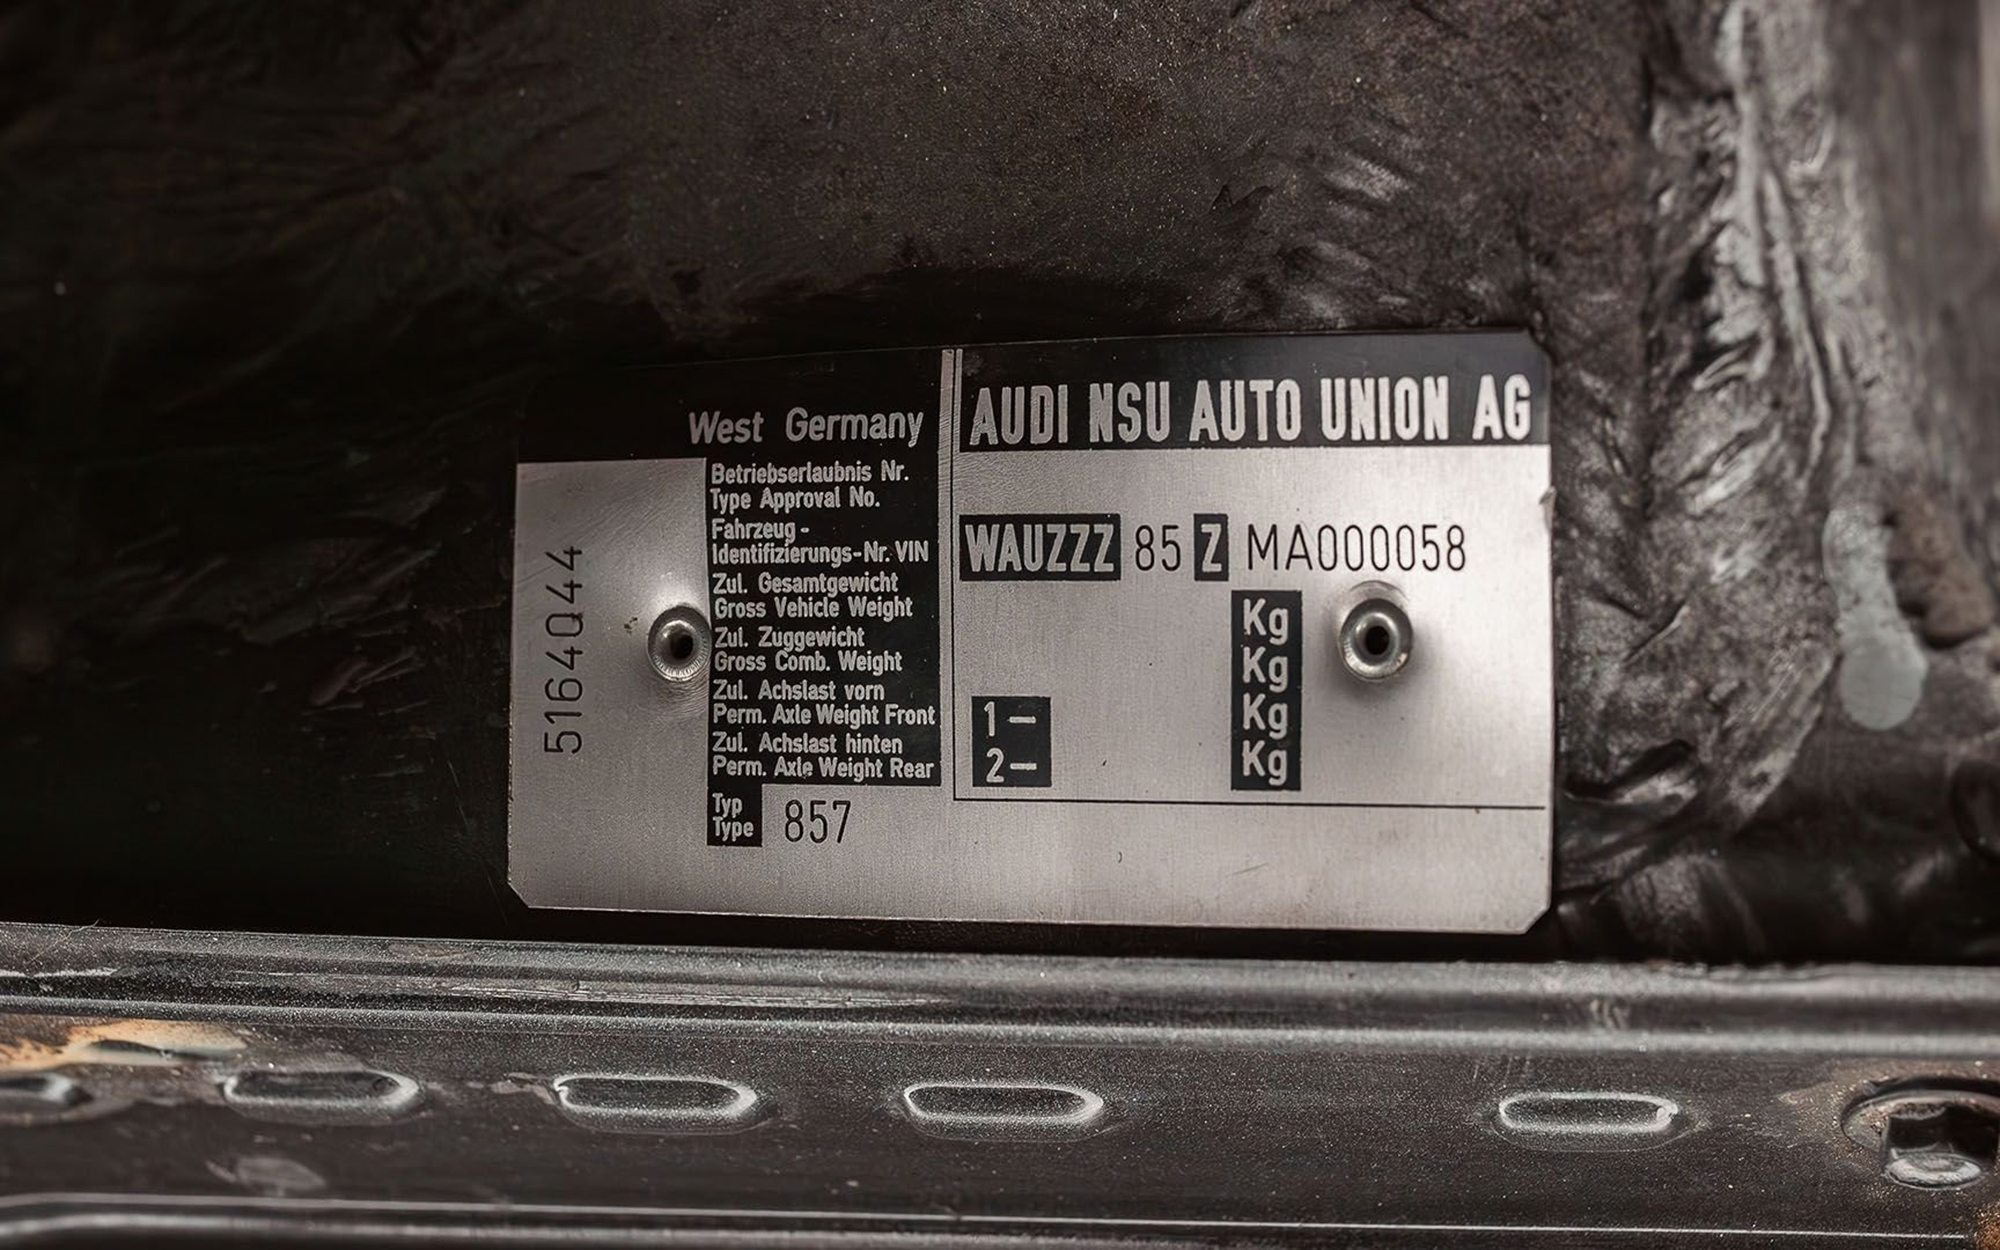 West Germany
AUDI NSU AUTO UNION AG
Betriebserlaubnis Nr.
Type Approval No.
Fahrzeug-
Identifizierungs-Nr. VIN
WAUZZZ 85 Z MA000058
Zul. Gesamtgewicht
Gross Vehicle Weight
Kg
Zul. Zuggewicht
Gross Comb. Weight
Kg
Zul. Achslast vorn
Perm. Axle Weight Front
1– Kg
Zul. Achslast hinten
Perm. Axle Weight Rear
2– Kg
Typ
Type
857
5164Q44